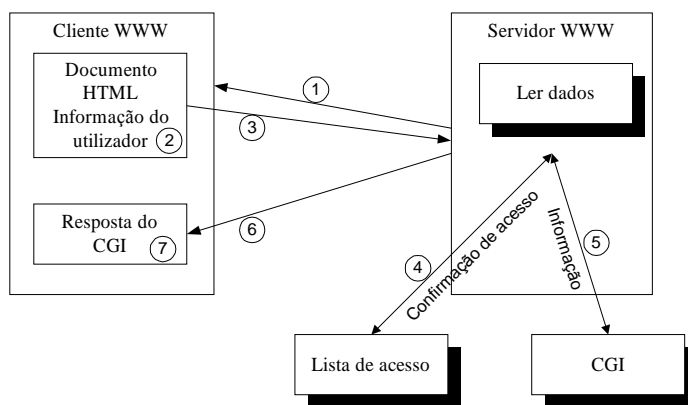 Cliente WWW
Documento
HTML
Informação do
utilizador
2
Resposta do
CGI
7
1
3
6
Servidor WWW
Ler dados
4
Confirmação de acesso
5
Informação
Lista de acesso
CGI